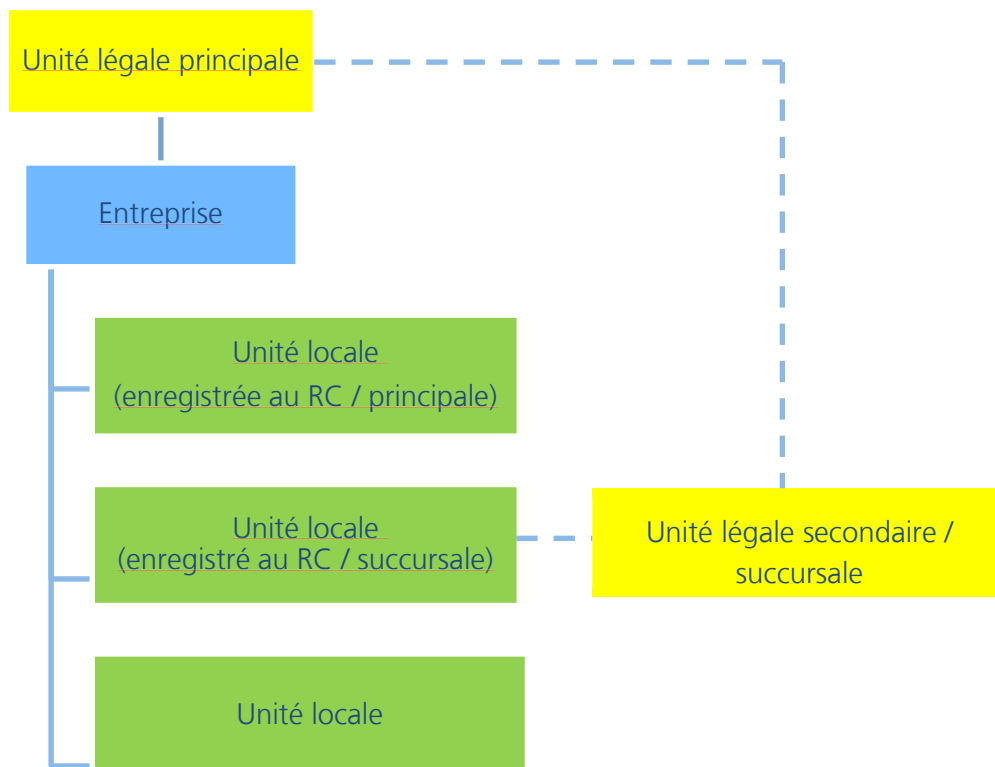 Unité légale principale
Entreprise
Unité locale
(enregistrée au RC / principale)
Unité locale
(enregistré au RC / succursale)
Unité légale secondaire /
succursale
Unité locale